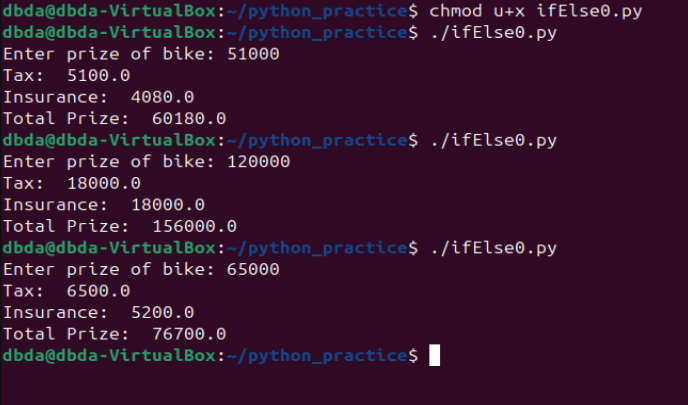 dbda@dbda-VirtualBox:~/python_practice$ chmod u+x ifElse0.py
dbda@dbda-VirtualBox:~/python_practice$ ./ifElse0.py
Enter prize of bike: 51000
Tax:  5100.0
Insurance:  4080.0
Total Prize:  60180.0
dbda@dbda-VirtualBox:~/python_practice$ ./ifElse0.py
Enter prize of bike: 120000
Tax:  18000.0
Insurance:  18000.0
Total Prize:  156000.0
dbda@dbda-VirtualBox:~/python_practice$ ./ifElse0.py
Enter prize of bike: 65000
Tax:  6500.0
Insurance:  5200.0
Total Prize:  76700.0
dbda@dbda-VirtualBox:~/python_practice$